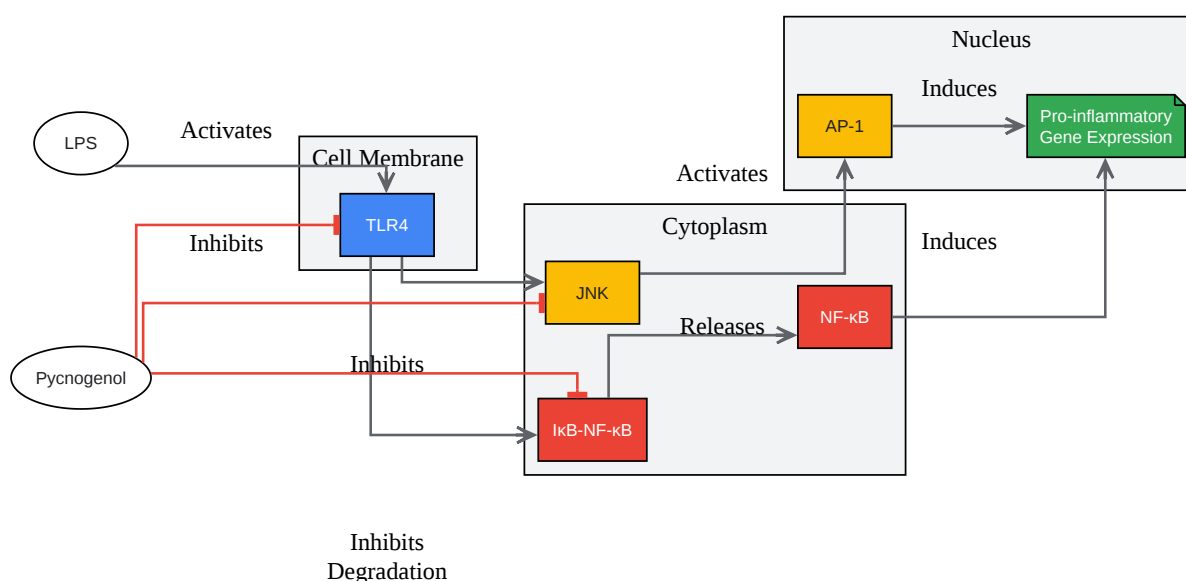 Nucleus
Induces
AP-1
Pro-inflammatory
Gene Expression
LPS
Activates
Cell Membrane
Activates
TLR4
Inhibits
Cytoplasm
Induces
JNK
Releases
NF-κB
Pycnogenol
Inhibits
IκB-NF-κB
Inhibits
Degradation